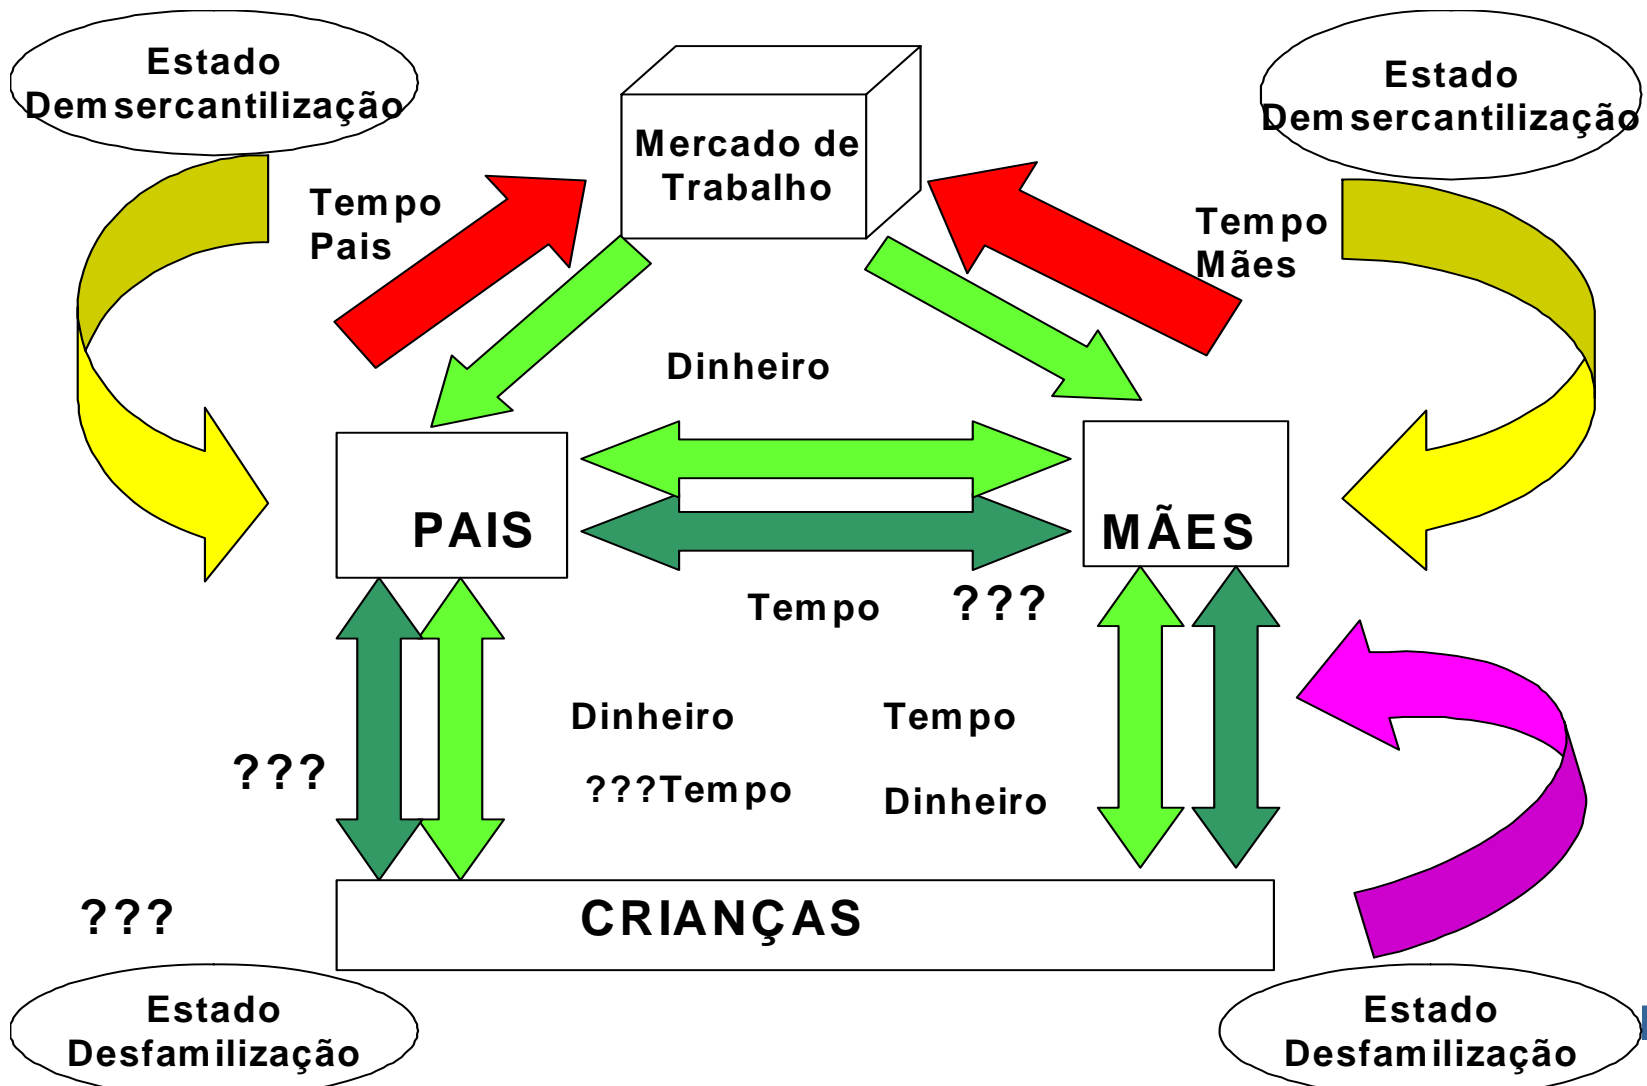 Estado
Demsercantilização
Mercado de
Trabalho
Estado
Demsercantilização
Tempo
Pais
Tempo
Mães
Dinheiro
PAIS
MÃES
Tempo
???
Dinheiro
Tempo
???
???Tempo
Dinheiro
???
CRIANÇAS
Estado
Desfamilização
Estado
Desfamilização